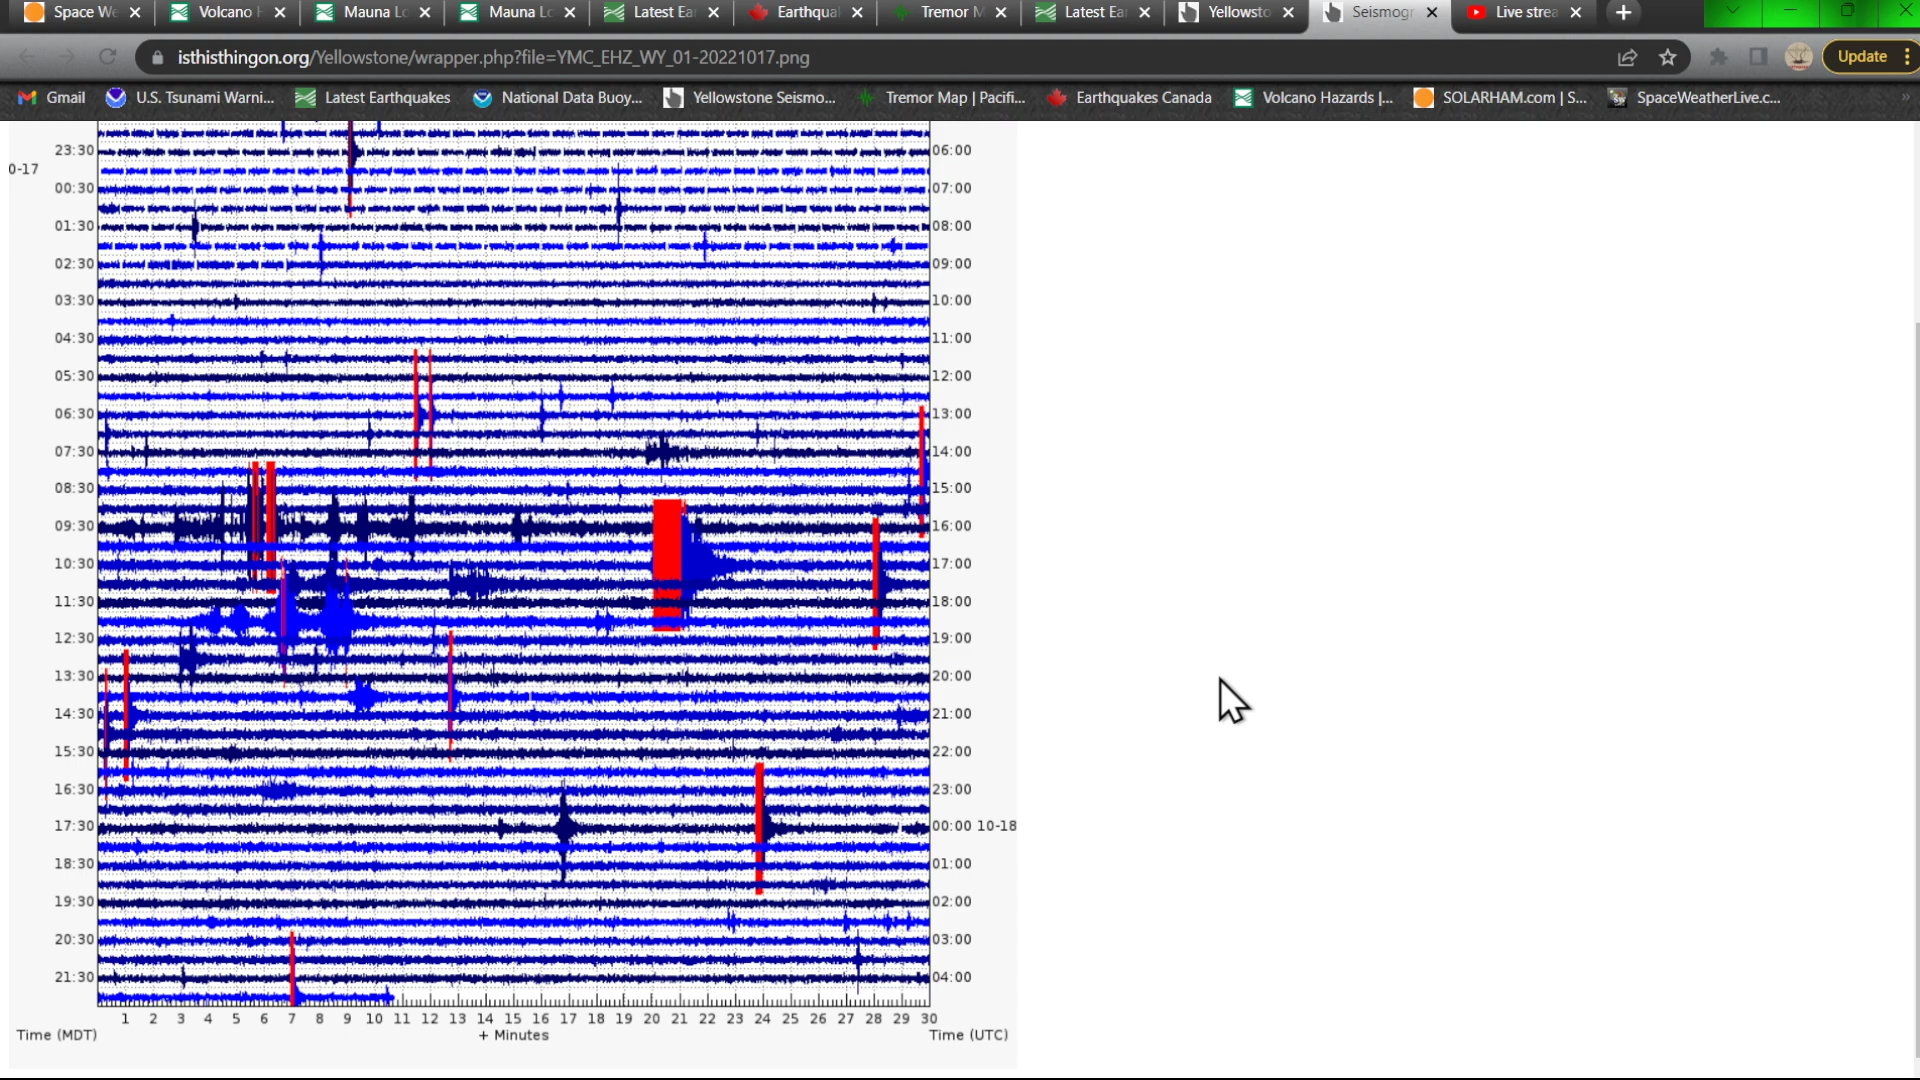 Space We
Volcano H
Mauna Lo
Mauna Lo
Latest Ea
Earthqua
Tremor M
Latest Ea
Yellowsto
Seismogr
Live strea
isthisthingon.org/Yellowstone/wrapper.php?file=YMC_EHZ_WY_01-20221017.png
Update
Gmail
U.S. Tsunami Warni...
Latest Earthquakes
National Data Buoy...
Yellowstone Seismo...
Tremor Map | Pacifi...
Earthquakes Canada
Volcano Hazards |...
SOLARHAM.com | S...
SpaceWeatherLive.c...
23:30 06:00
0-17
00:30 07:00
01:30 08:00
02:30 09:00
03:30 10:00
04:30 11:00
05:30 12:00
06:30 13:00
07:30 14:00
08:30 15:00
09:30 16:00
10:30 17:00
11:30 18:00
12:30 19:00
13:30 20:00
14:30 21:00
15:30 22:00
16:30 23:00
17:30 00:00 10-18
18:30 01:00
19:30 02:00
20:30 03:00
21:30 04:00
1 2 3 4 5 6 7 8 9 10 11 12 13 14 15 16 17 18 19 20 21 22 23 24 25 26 27 28 29 30
Time (MDT) + Minutes Time (UTC)